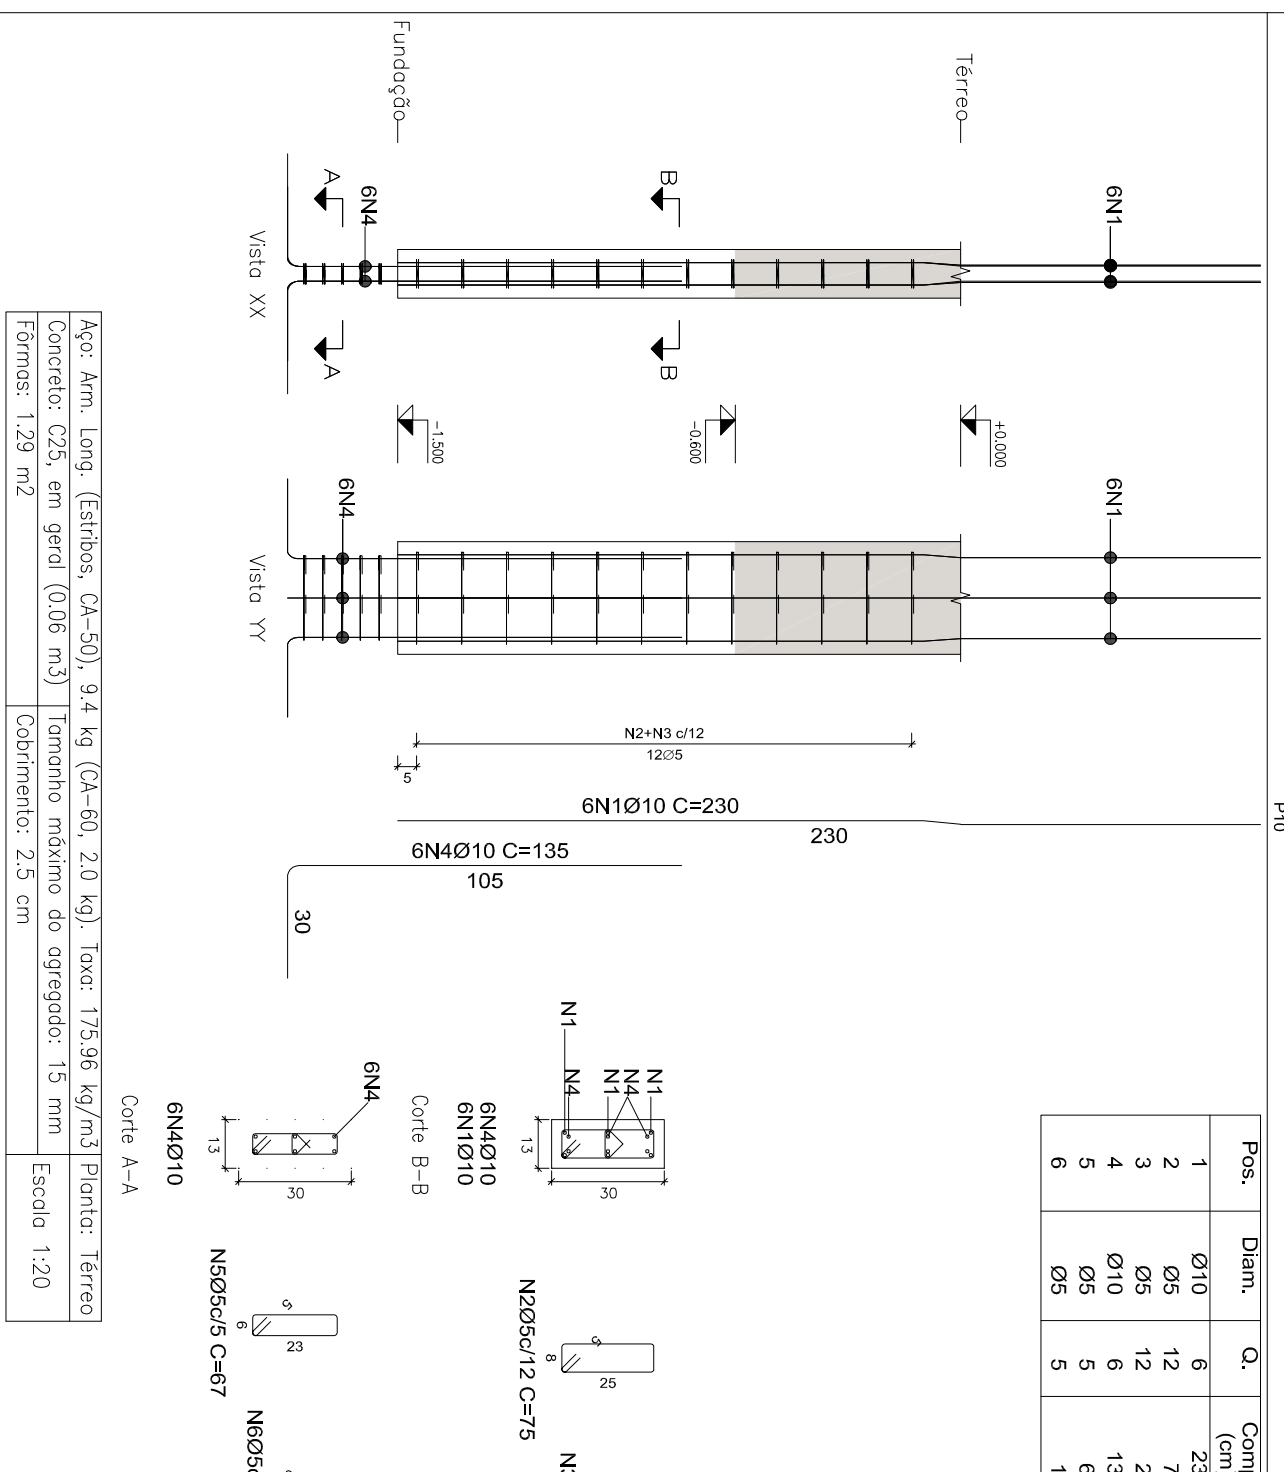 Fundação
Térreo
A
A
B
B
6N4
6N1
Vista XX
-1.500
-0.600
+0.000
6N4
6N1
Vista YY
N2+N3 c/12
12Ø5
5
6N1Ø10 C=230
230
6N4Ø10 C=135
105
30
P10
N1
N4
N1
N4
N1
13
30
6N4Ø10
6N1Ø10
Corte B-B
6N4
13
30
6N4Ø10
Corte A-A
5
8
25
N2Ø5c/12 C=75
5
6
23
N5Ø5c/5 C=67
Pos. Diam. Q.
1 Ø10 6
2 Ø5 12
3 Ø5 12
4 Ø10 6
5 Ø5 5
6 Ø5 5
Aço: Arm. Long. (Estribos, CA-50), 9.4 kg (CA-60, 2.0 kg). Taxa: 175.96 kg/m3 Planta: Térreo
Concreto: C25, em geral (0.06 m3) Tamanho máximo do agregado: 15 mm Escala 1:20
Fôrmas: 1.29 m2 Cobrimento: 2.5 cm